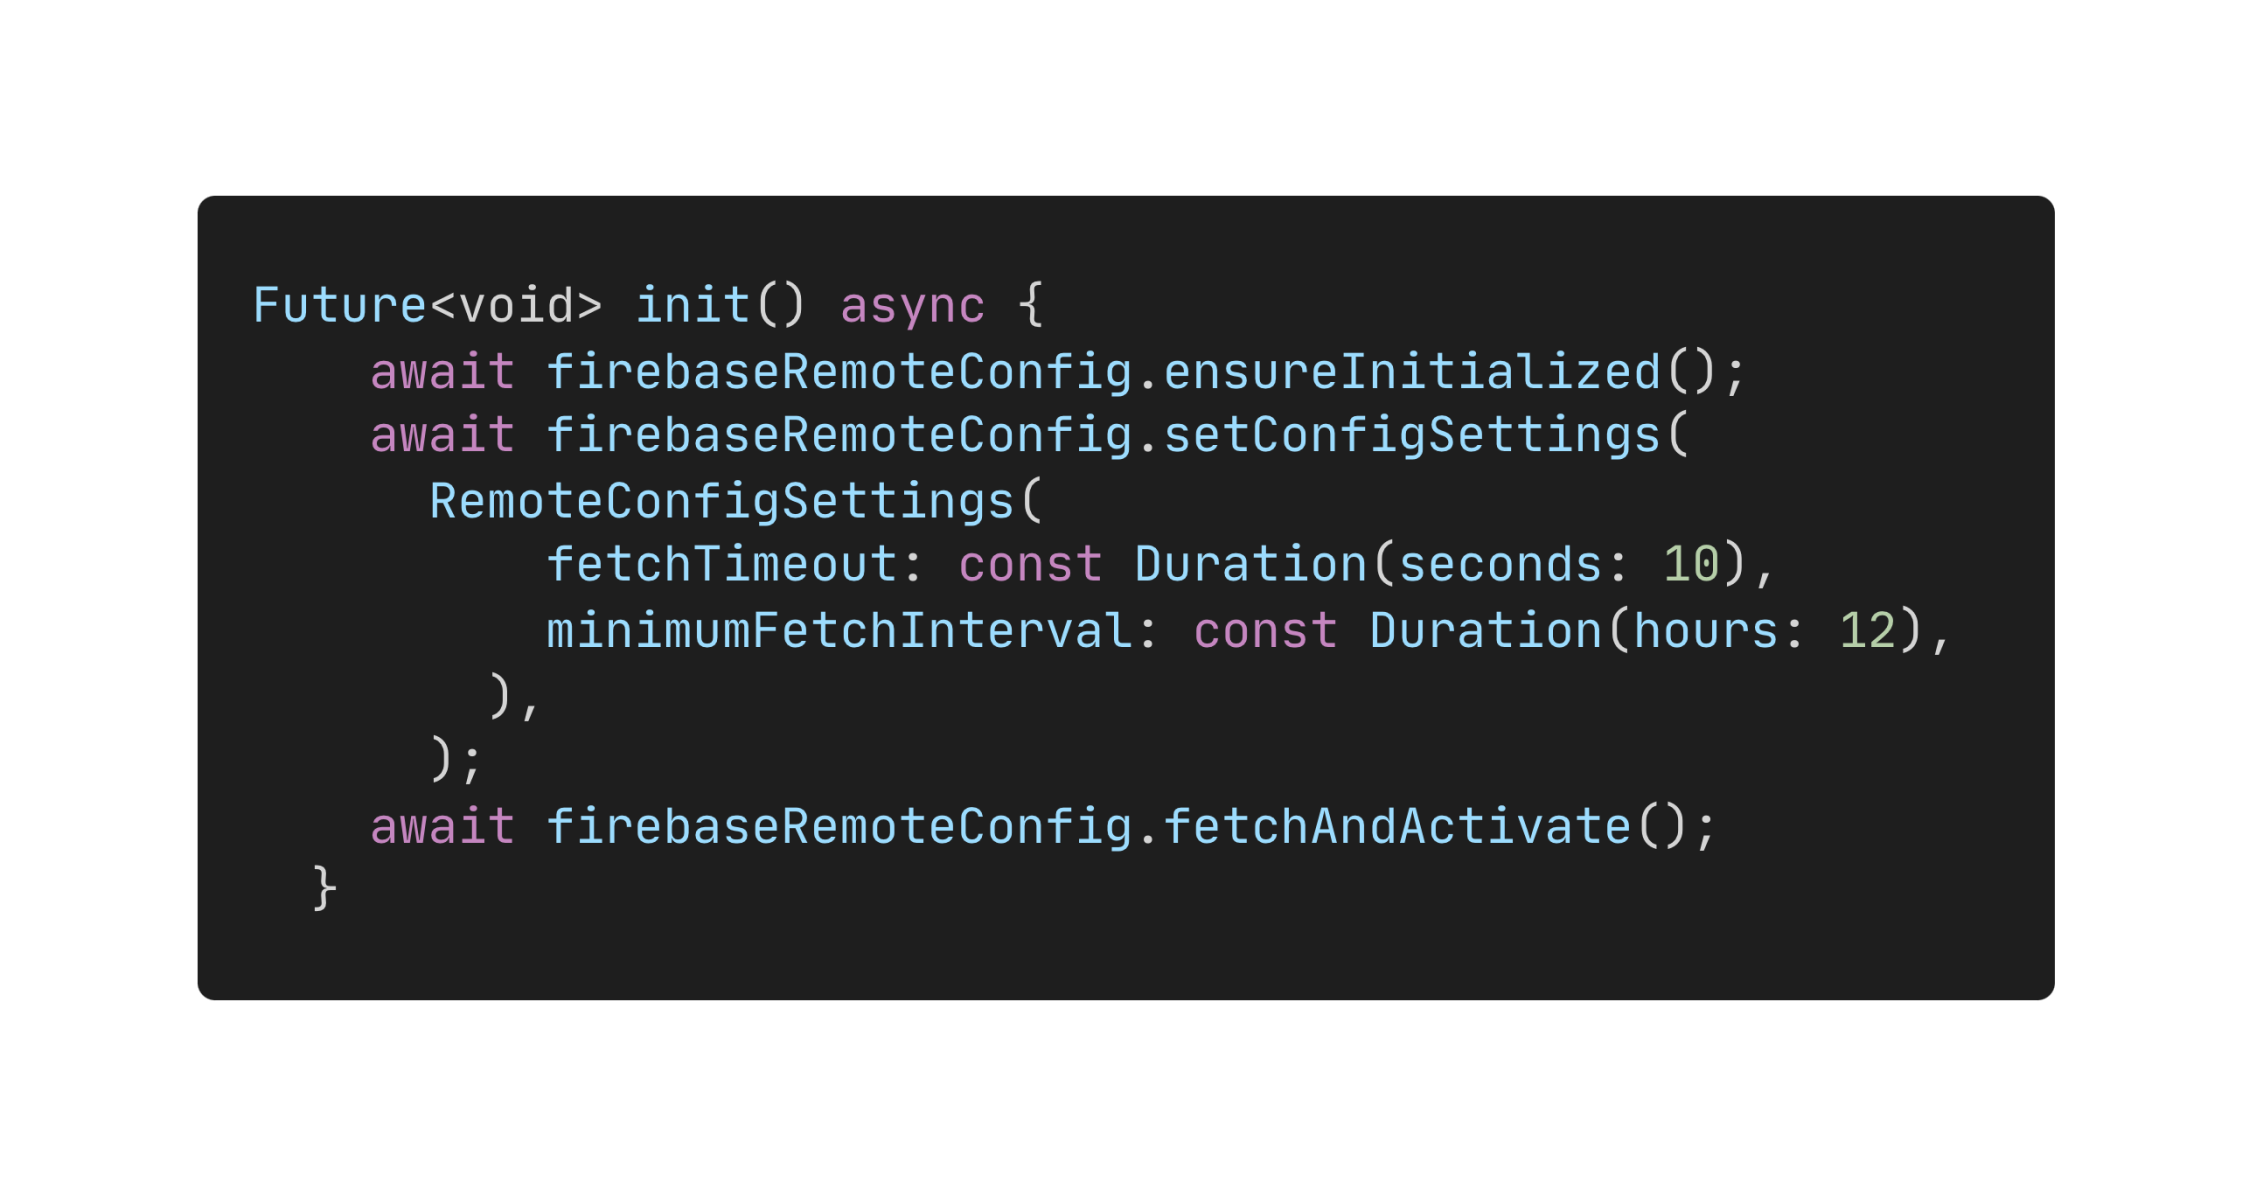 Future<void> init() async {
    await firebaseRemoteConfig.ensureInitialized();
    await firebaseRemoteConfig.setConfigSettings(
      RemoteConfigSettings(
          fetchTimeout: const Duration(seconds: 10),
          minimumFetchInterval: const Duration(hours: 12),
        ),
      );
    await firebaseRemoteConfig.fetchAndActivate();
  }